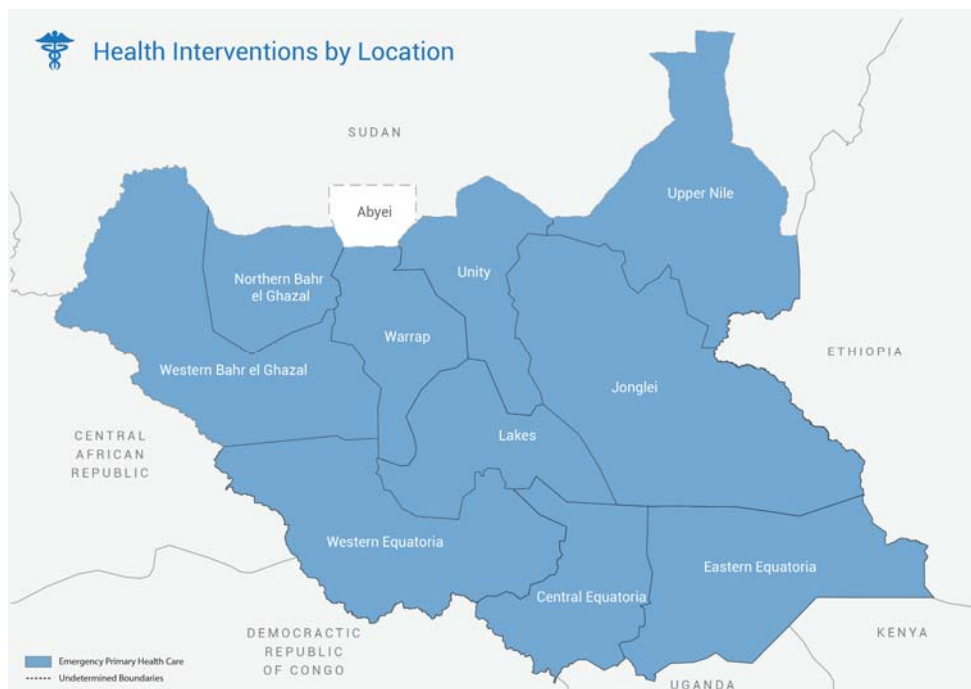 Health Interventions by Location
SUDAN
Upper Nile
Abyei
Northern Bahr
el Ghazal
Unity
Warrap
ETHIOPIA
Western Bahr el Ghazal
Jonglei
CENTRAL
AFRICAN
REPUBLIC
Lakes
Western Equatoria
Eastern Equatoria
Central Equatoria
DEMOCRACTIC
REPUBLIC
OF CONGO
KENYA
UGANDA
Emergency Primary Health Care
Undetermined Boundaries